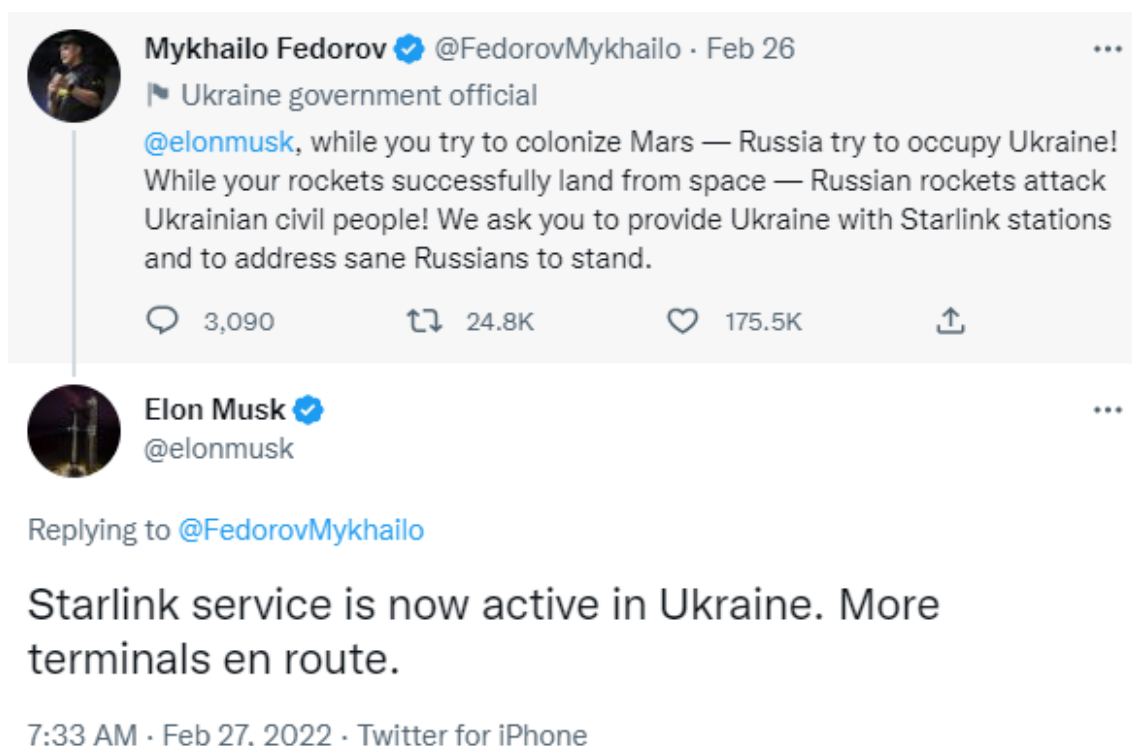 Mykhailo Fedorov @FedorovMykhailo · Feb 26
Ukraine government official
@elonmusk, while you try to colonize Mars — Russia try to occupy Ukraine!
While your rockets successfully land from space — Russian rockets attack
Ukrainian civil people! We ask you to provide Ukraine with Starlink stations
and to address sane Russians to stand.
3,090 24.8K 175.5K
Elon Musk
@elonmusk
Replying to @FedorovMykhailo
Starlink service is now active in Ukraine. More
terminals en route.
7:33 AM · Feb 27, 2022 · Twitter for iPhone